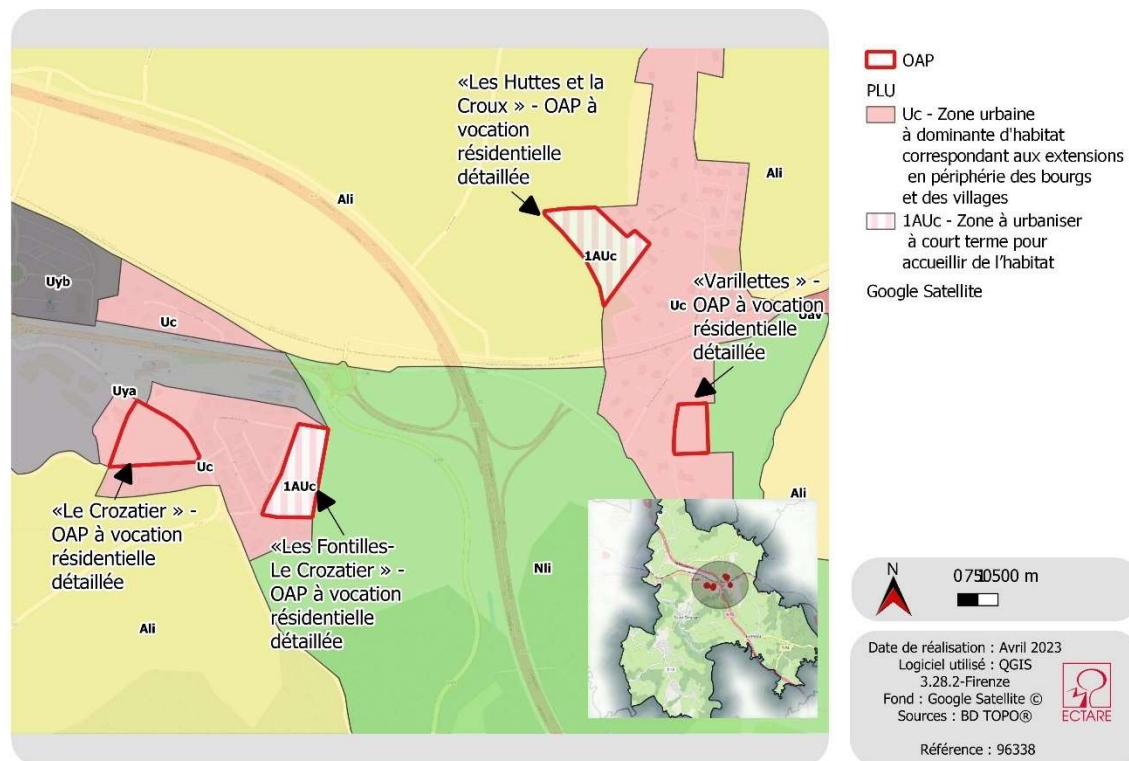 «Les Huttes et la
Croux » - OAP à
vocation
résidentielle
détaillée
Ali
Ali
1AUc
Uyb
Uc
«Varillettes » -
Uc
OAP à vocation
résidentielle
détaillée
Uav
Uya
Uc
1AUc
Ali
«Le Crozatier » -
OAP à vocation
résidentielle
détaillée
«Les Fontilles-
Le Crozatier » -
OAP à vocation
résidentielle
détaillée
Nli
Ali
OAP
PLU
Uc - Zone urbaine
à dominante d'habitat
correspondant aux extensions
en périphérie des bourgs
et des villages
1AUc - Zone à urbaniser
à court terme pour
accueillir de l'habitat
Google Satellite
N
Date de réalisation : Avril 2023
Logiciel utilisé : QGIS
3.28.2-Firenze
Fond : Google Satellite ©
Sources : BD TOPO®
ECTARE
Référence : 96338